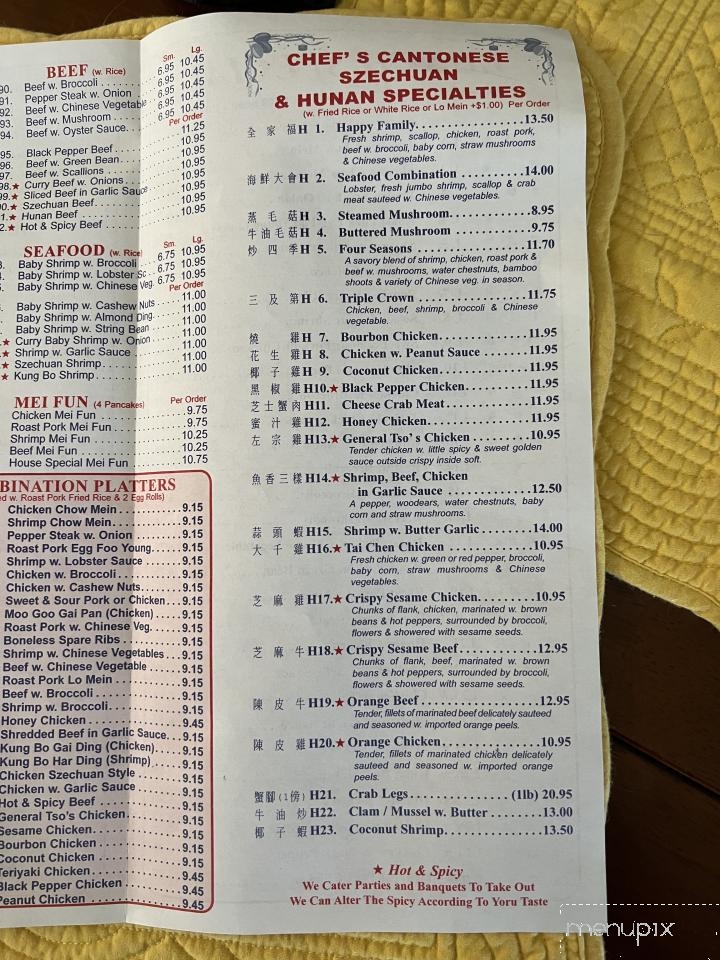 BEEF (w. Rice)
Sm. Lg.
90. Beef w. Broccoli 6.95 10.45
91. Pepper Steak w. Onion 6.95 10.45
92. Beef w. Chinese Vegetable 6.95 10.45
93. Beef w. Mushroom 6.95 10.45
94. Beef w. Oyster Sauce 6.95 10.45
Per Order
95. Black Pepper Beef 11.25
96. Beef w. Green Bean 10.95
97. Beef w. Scallions 10.95
98.★ Curry Beef w. Onions 10.95
99.★ Sliced Beef in Garlic Sauce 10.95
★ Szechuan Beef 10.95
★ Hunan Beef 10.95
★ Hot & Spicy Beef 10.95
SEAFOOD (w. Rice)
Sm. Lg.
Baby Shrimp w. Broccoli 6.75 10.95
Baby Shrimp w. Lobster Sc 6.75 10.95
Baby Shrimp w. Chinese Veg. 6.75 10.95
Per Order
Baby Shrimp w. Cashew Nuts 11.00
Baby Shrimp w. Almond Ding 11.00
Baby Shrimp w. String Bean 11.00
★ Curry Baby Shrimp w. Onion 11.00
★ Shrimp w. Garlic Sauce 11.00
★ Szechuan Shrimp 11.00
★ Kung Bo Shrimp 11.00
MEI FUN (4 Pancakes) Per Order
Chicken Mei Fun 9.75
Roast Pork Mei Fun 9.75
Shrimp Mei Fun 10.25
Beef Mei Fun 10.25
House Special Mei Fun 10.75
BINATION PLATTERS
ed w. Roast Pork Fried Rice & 2 Egg Rolls)
Chicken Chow Mein 9.15
Shrimp Chow Mein 9.15
Pepper Steak w. Onion 9.15
Roast Pork Egg Foo Young 9.15
Shrimp w. Lobster Sauce 9.15
Chicken w. Broccoli 9.15
Chicken w. Cashew Nuts 9.15
Sweet & Sour Pork or Chicken 9.15
Moo Goo Gai Pan (Chicken) 9.15
Roast Pork w. Chinese Veg. 9.15
Boneless Spare Ribs 9.15
Shrimp w. Chinese Vegetables 9.15
Beef w. Chinese Vegetable 9.15
Roast Pork Lo Mein 9.15
Beef w. Broccoli 9.15
Shrimp w. Broccoli 9.15
Honey Chicken 9.45
Shredded Beef in Garlic Sauce 9.15
Kung Bo Gai Ding (Chicken) 9.15
Kung Bo Har Ding (Shrimp) 9.15
Chicken Szechuan Style 9.15
Chicken w. Garlic Sauce 9.15
Hot & Spicy Beef 9.15
General Tso's Chicken 9.15
Sesame Chicken 9.15
Bourbon Chicken 9.15
Coconut Chicken 9.15
Teriyaki Chicken 9.45
Black Pepper Chicken 9.45
Peanut Chicken 9.45
CHEF' S CANTONESE
SZECHUAN
& HUNAN SPECIALTIES
(w. Fried Rice or White Rice or Lo Mein +$1.00) Per Order
全家福 H 1. Happy Family 13.50
Fresh shrimp, scallop, chicken, roast pork,
beef w. broccoli, baby corn, straw mushrooms
& Chinese vegetables.
海鮮大會 H 2. Seafood Combination 14.00
Lobster, fresh jumbo shrimp, scallop & crab
meat sauteed w. Chinese vegetables.
蒸毛菇 H 3. Steamed Mushroom 8.95
牛油毛菇 H 4. Buttered Mushroom 9.75
炒四季 H 5. Four Seasons 11.70
A savory blend of shrimp, chicken, roast pork &
beef w. mushrooms, water chestnuts, bamboo
shoots & variety of Chinese veg. in season.
三及第 H 6. Triple Crown 11.75
Chicken, beef, shrimp, broccoli & Chinese
vegetable.
燒雞 H 7. Bourbon Chicken 11.95
花生雞 H 8. Chicken w. Peanut Sauce 11.95
椰子雞 H 9. Coconut Chicken 11.95
黑椒雞 H10.★ Black Pepper Chicken 11.95
芝士蟹肉 H11. Cheese Crab Meat 11.95
蜜汁雞 H12. Honey Chicken 11.95
左宗雞 H13.★ General Tso' s Chicken 10.95
Tender chicken w. little spicy & sweet golden
sauce outside crispy inside soft.
魚香三樣 H14.★ Shrimp, Beef, Chicken
in Garlic Sauce 12.50
A pepper, woodears, water chestnuts, baby
corn and straw mushrooms.
蒜頭蝦 H15. Shrimp w. Butter Garlic 14.00
大千雞 H16.★ Tai Chen Chicken 10.95
Fresh chicken w. green or red pepper, broccoli,
baby corn, straw mushrooms & Chinese
vegetables.
芝麻雞 H17.★ Crispy Sesame Chicken 10.95
Chunks of flank, chicken, marinated w. brown
beans & hot peppers, surrounded by broccoli,
flowers & showered with sesame seeds.
芝麻牛 H18.★ Crispy Sesame Beef 12.95
Chunks of flank, beef, marinated w. brown
beans & hot peppers, surrounded by broccoli,
flowers & showered with sesame seeds.
陳皮牛 H19.★ Orange Beef 12.95
Tender, fillets of marinated beef delicately sauteed
and seasoned w. imported orange peels.
陳皮雞 H20.★ Orange Chicken 10.95
Tender, fillets of marinated chicken delicately
sauteed and seasoned w. imported orange
peels.
蟹腳(1傍) H21. Crab Legs (1lb) 20.95
牛油炒 H22. Clam / Mussel w. Butter 13.00
椰子蝦 H23. Coconut Shrimp 13.50
★ Hot & Spicy
We Cater Parties and Banquets To Take Out
We Can Alter The Spicy According To Yoru Taste
menupix